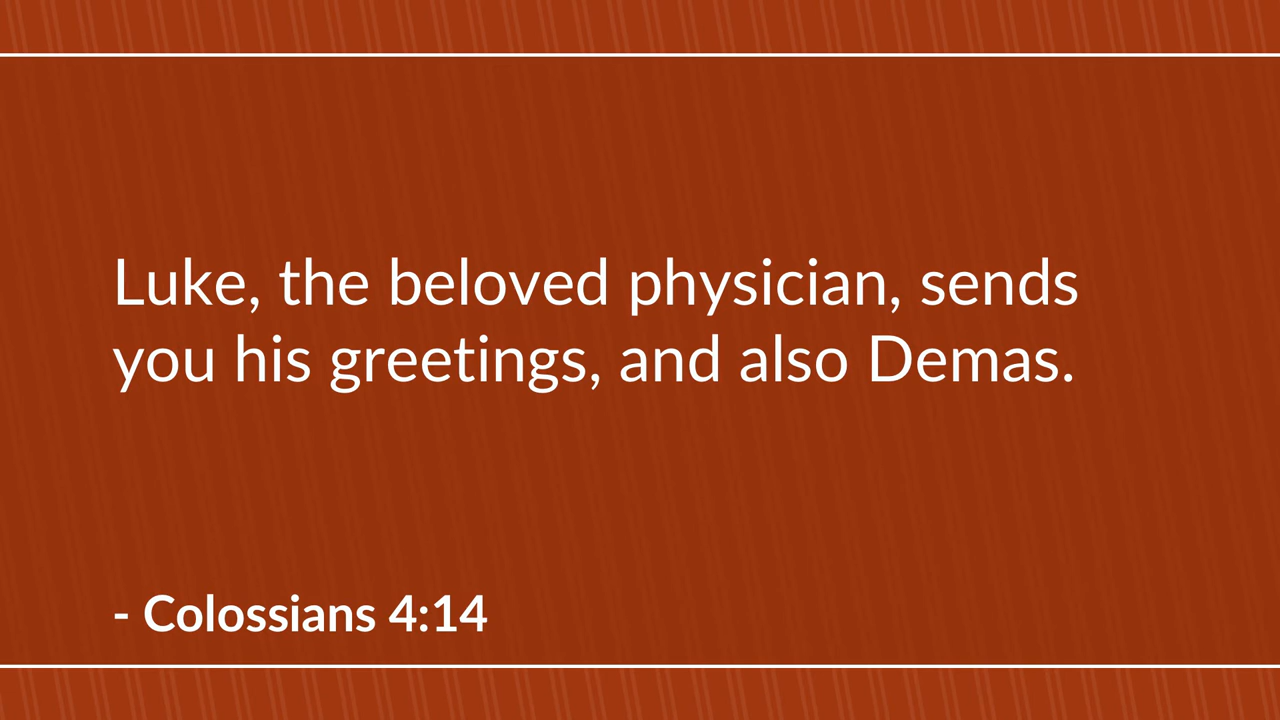 Luke, the beloved physician, sends
you his greetings, and also Demas.
- Colossians 4:14